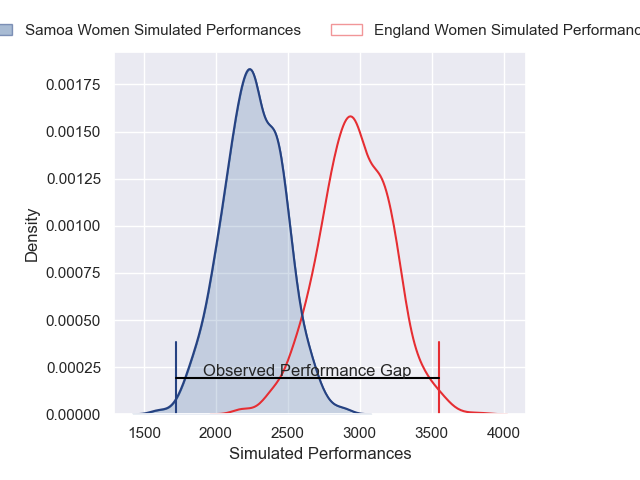 Samoa Women Simulated Performances
England Women Simulated
0.00175
0.00150
0.00125
0.00100
0.00075
0.00050
0.00025
0.00000
Density
Observed Performance Gap
1500 2000 2500 3000 3500 4000
Simulated Performances